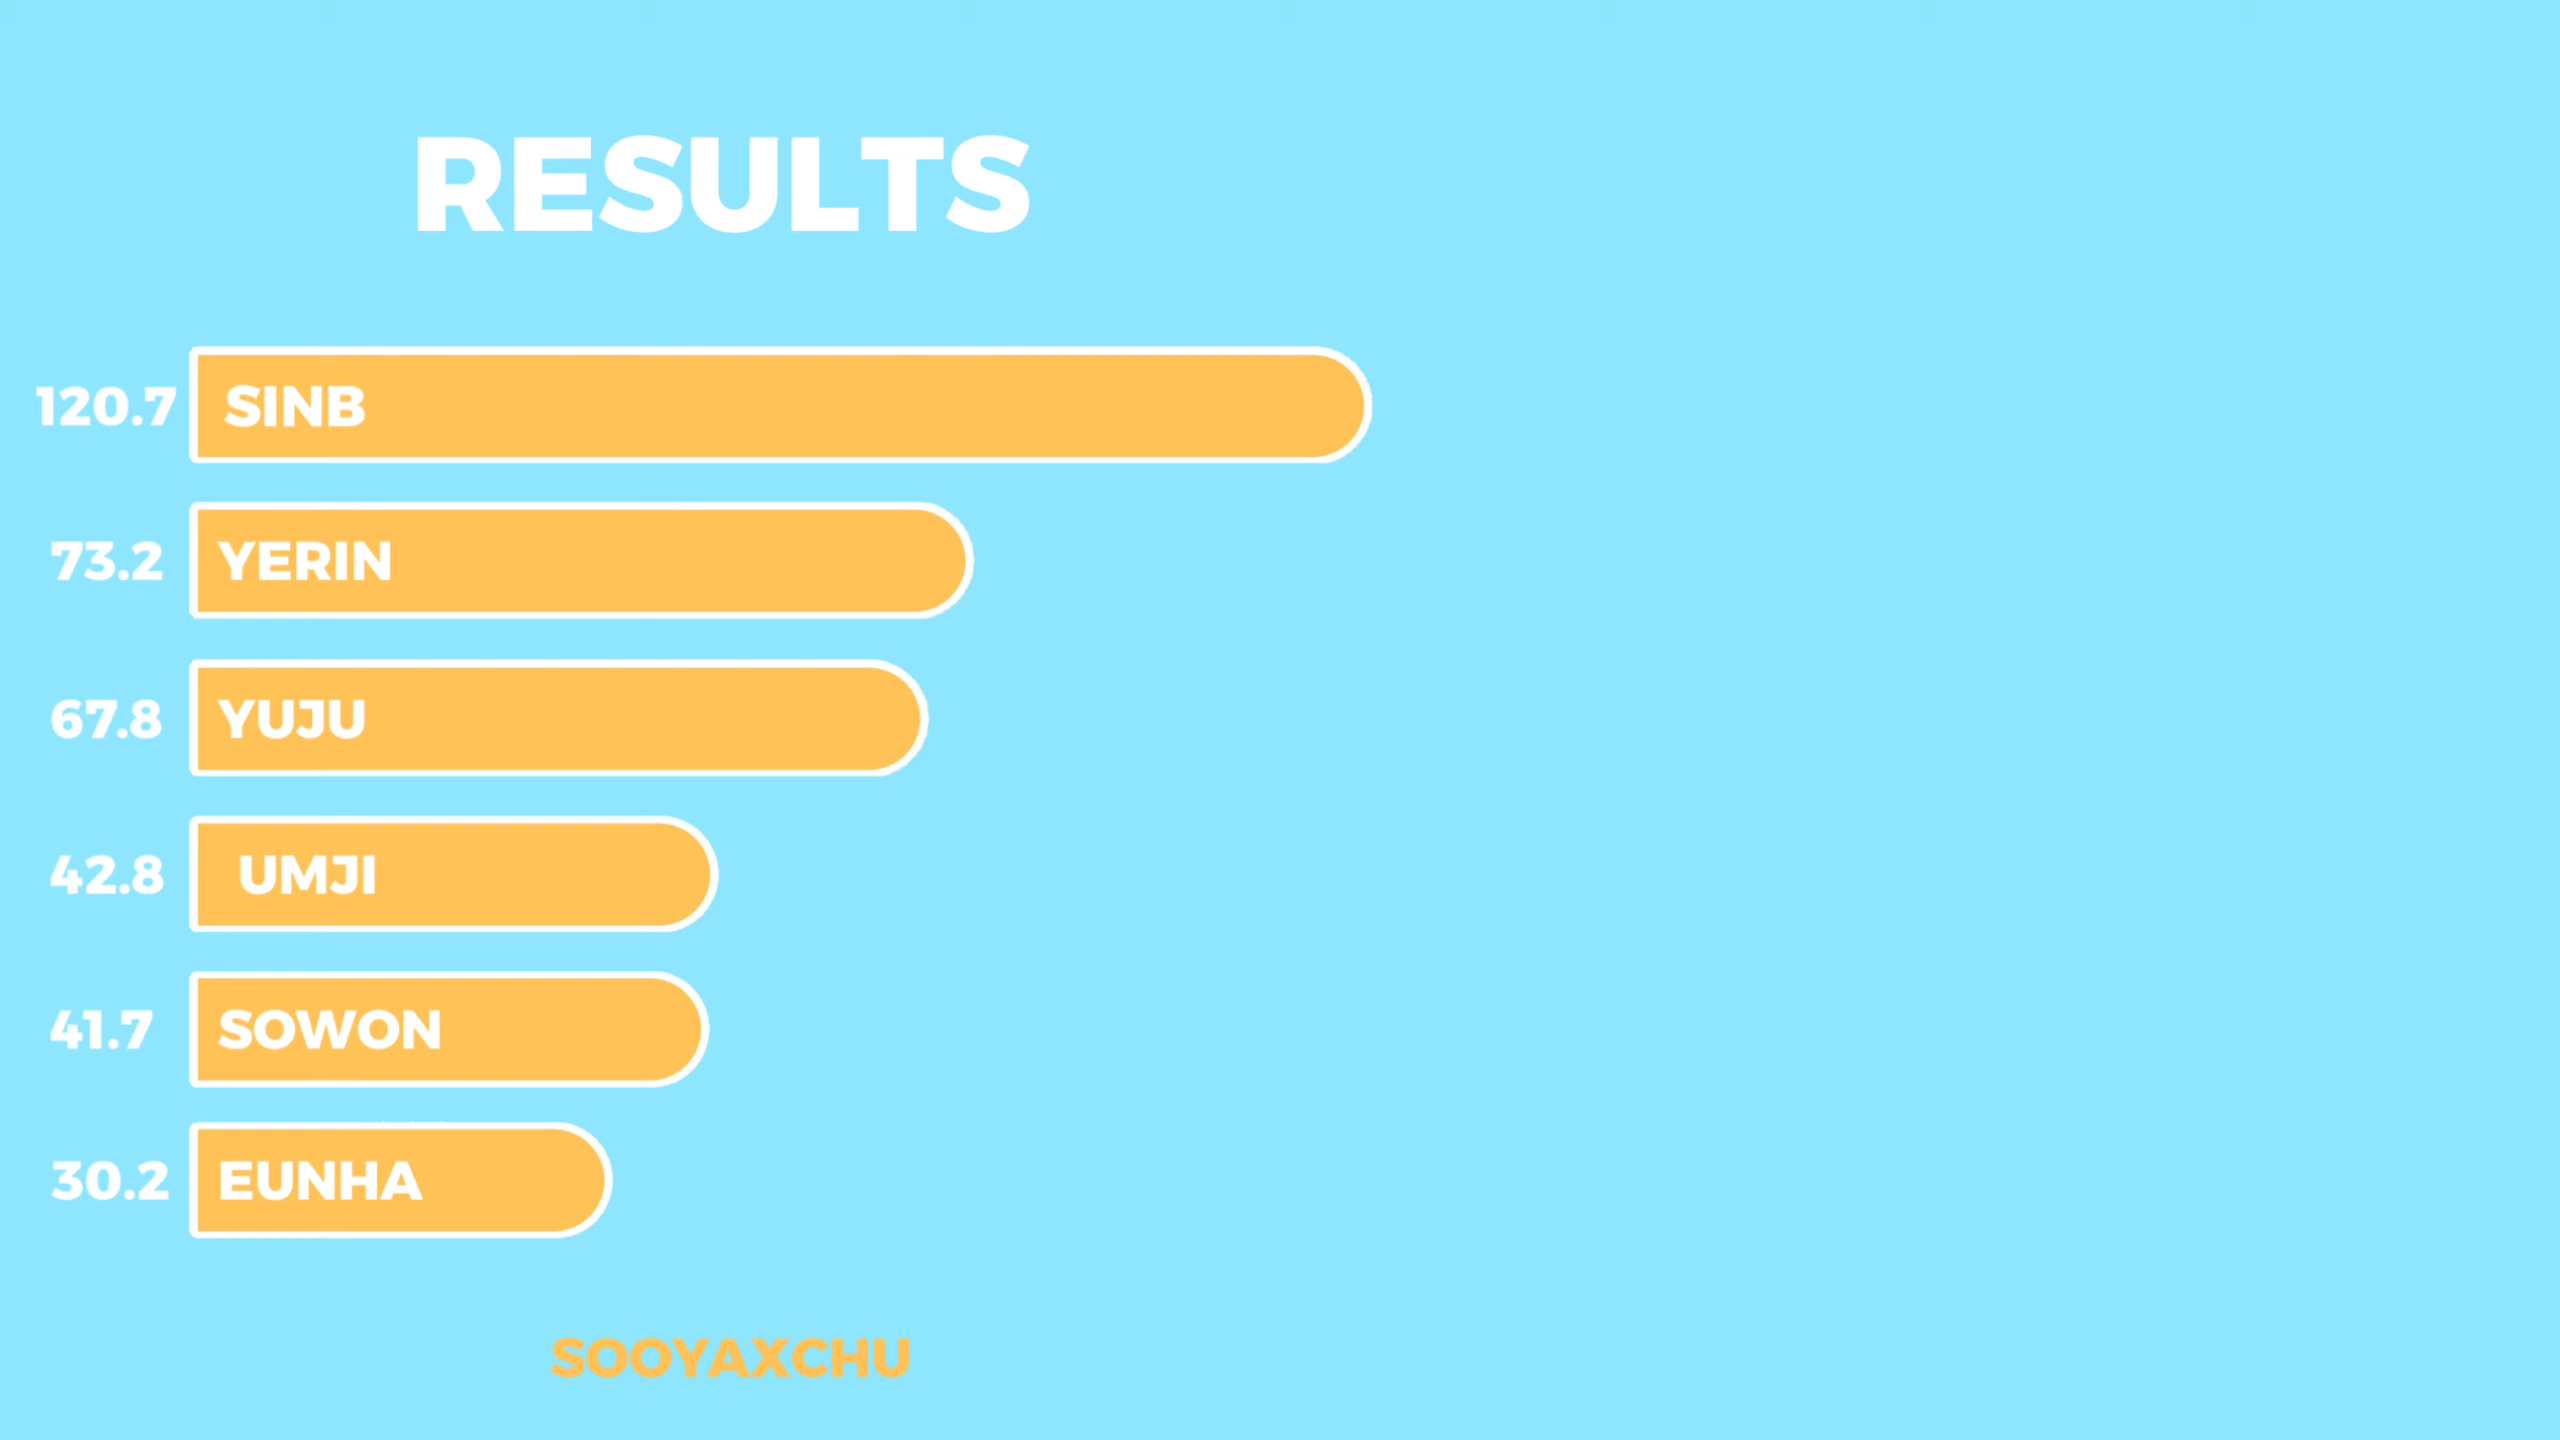 RESULTS
120.7 SINB
73.2 YERIN
67.8 YUJU
42.8 UMJI
41.7 SOWON
30.2 EUNHA
SOOYAXCHU